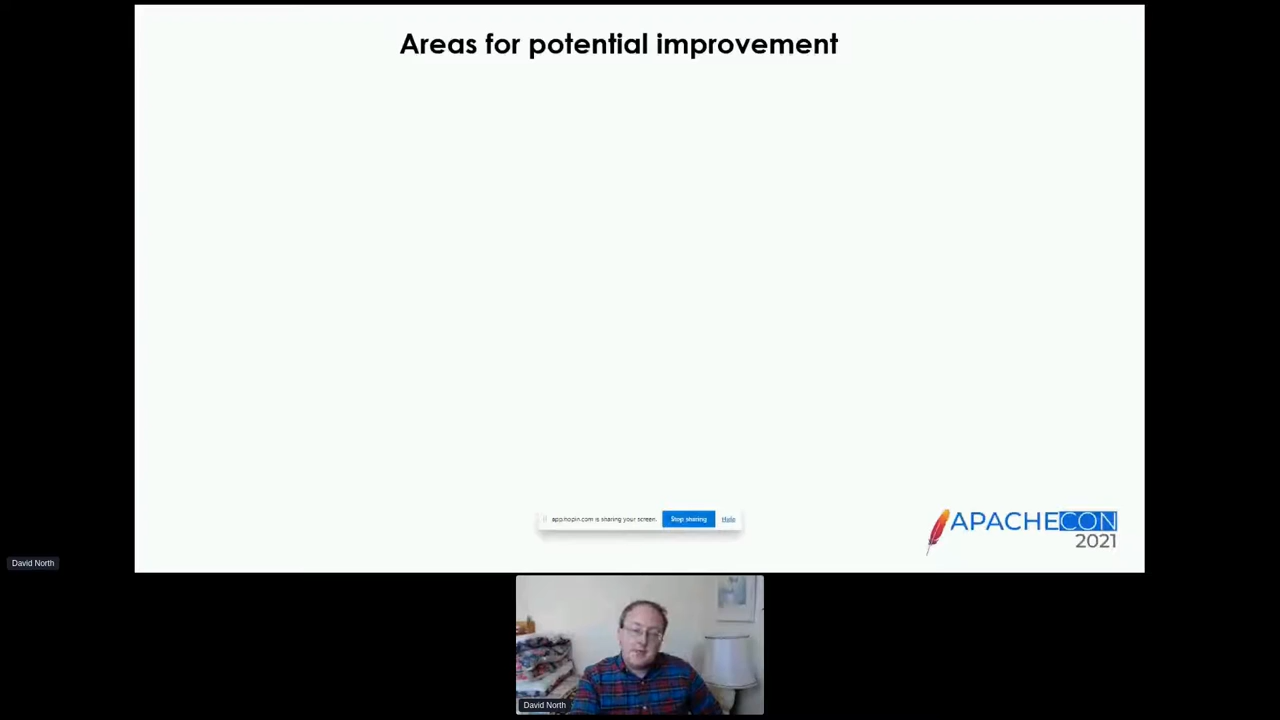 Areas for potential improvement
app.hopin.com is sharing your screen. Stop sharing Help
APACHECON
2021
David North
David North